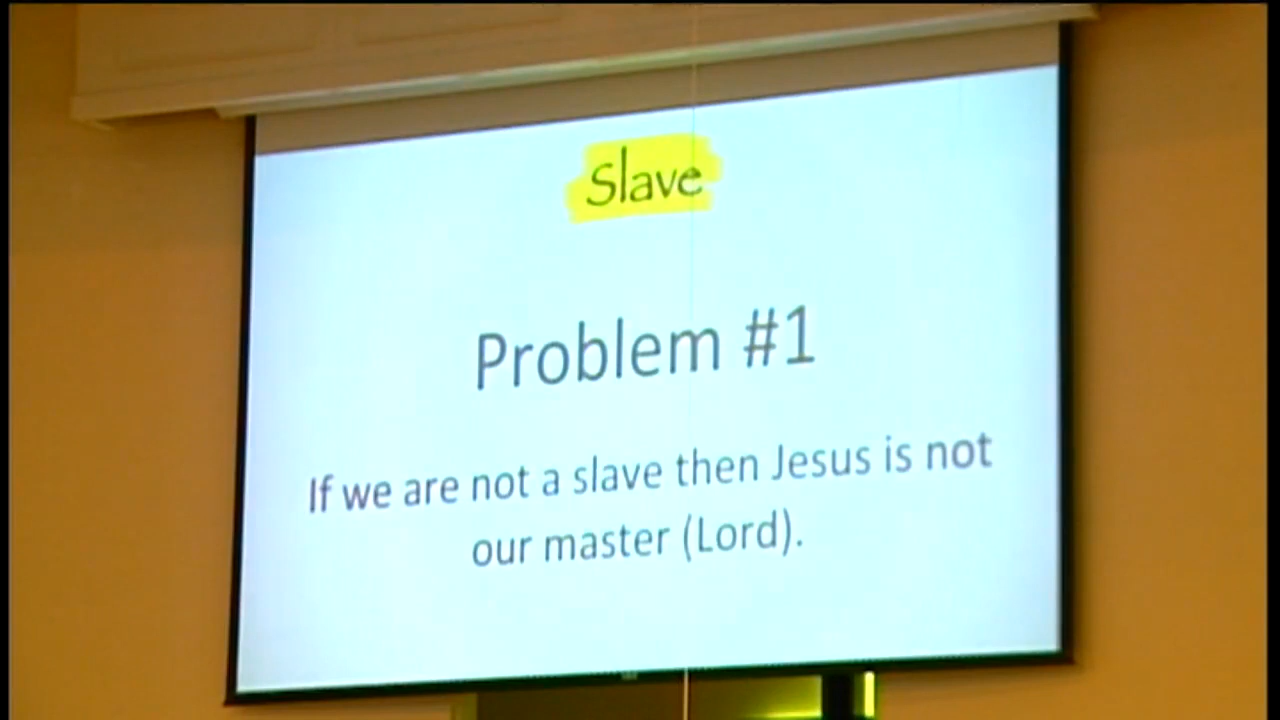 Slave
Problem #1
If we are not a slave then Jesus is not
our master (Lord).